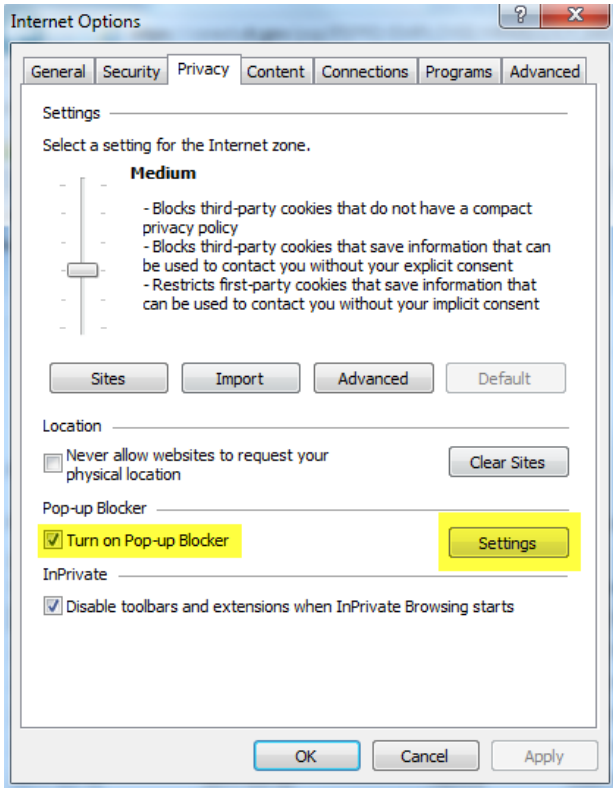 Internet Options
General Security Privacy Content Connections Programs Advanced
Settings
Select a setting for the Internet zone.
Medium
- Blocks third-party cookies that do not have a compact
privacy policy
- Blocks third-party cookies that save information that can
be used to contact you without your explicit consent
- Restricts first-party cookies that save information that
can be used to contact you without your implicit consent
Sites Import Advanced Default
Location
Never allow websites to request your
physical location
Clear Sites
Pop-up Blocker
Turn on Pop-up Blocker Settings
InPrivate
Disable toolbars and extensions when InPrivate Browsing starts
OK Cancel Apply